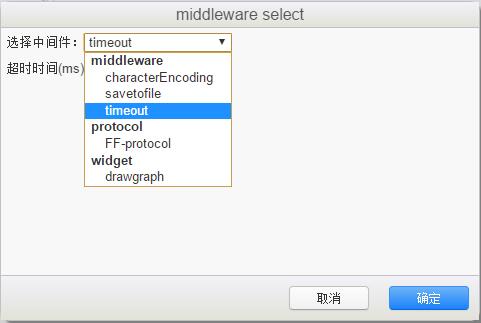 middleware select
选择中间件：timeout
超时时间(ms)
middleware
characterEncoding
savetofile
timeout
protocol
FF-protocol
widget
drawgraph
取消 确定